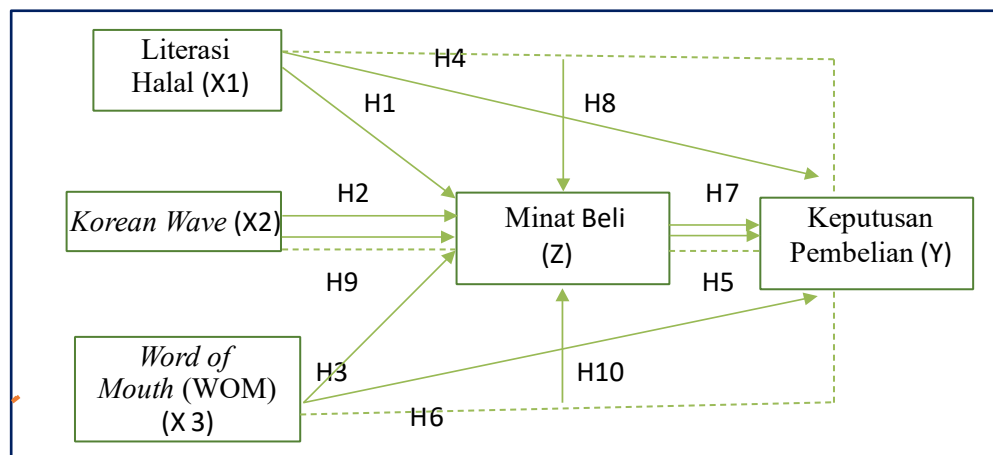 Literasi
Halal (X1)
H4
H1
H8
Korean Wave (X2)
H2
Minat Beli
(Z)
H7
Keputusan
Pembelian (Y)
H9
H5
Word of
Mouth (WOM)
(X 3)
H3
H10
H6